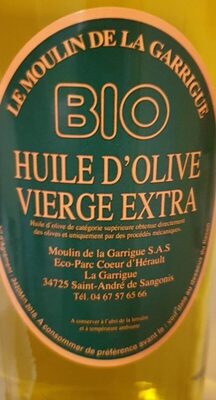 LE MOULIN DE LA GARRIGUE
BIO
HUILE D'OLIVE
VIERGE EXTRA
Huile d'olive de catégorie supérieure obtenue directement
des olives et uniquement par des procédés mécaniques.
Moulin de la Garrigue S.A.S
Eco-Parc Coeur d'Hérault
La Garrigue
34725 Saint-André de Sangonis
Tél. 04 67 57 65 66
A conserver à l'abri de la lumière
et à température ambiante
A consommer de préférence avant le : voir